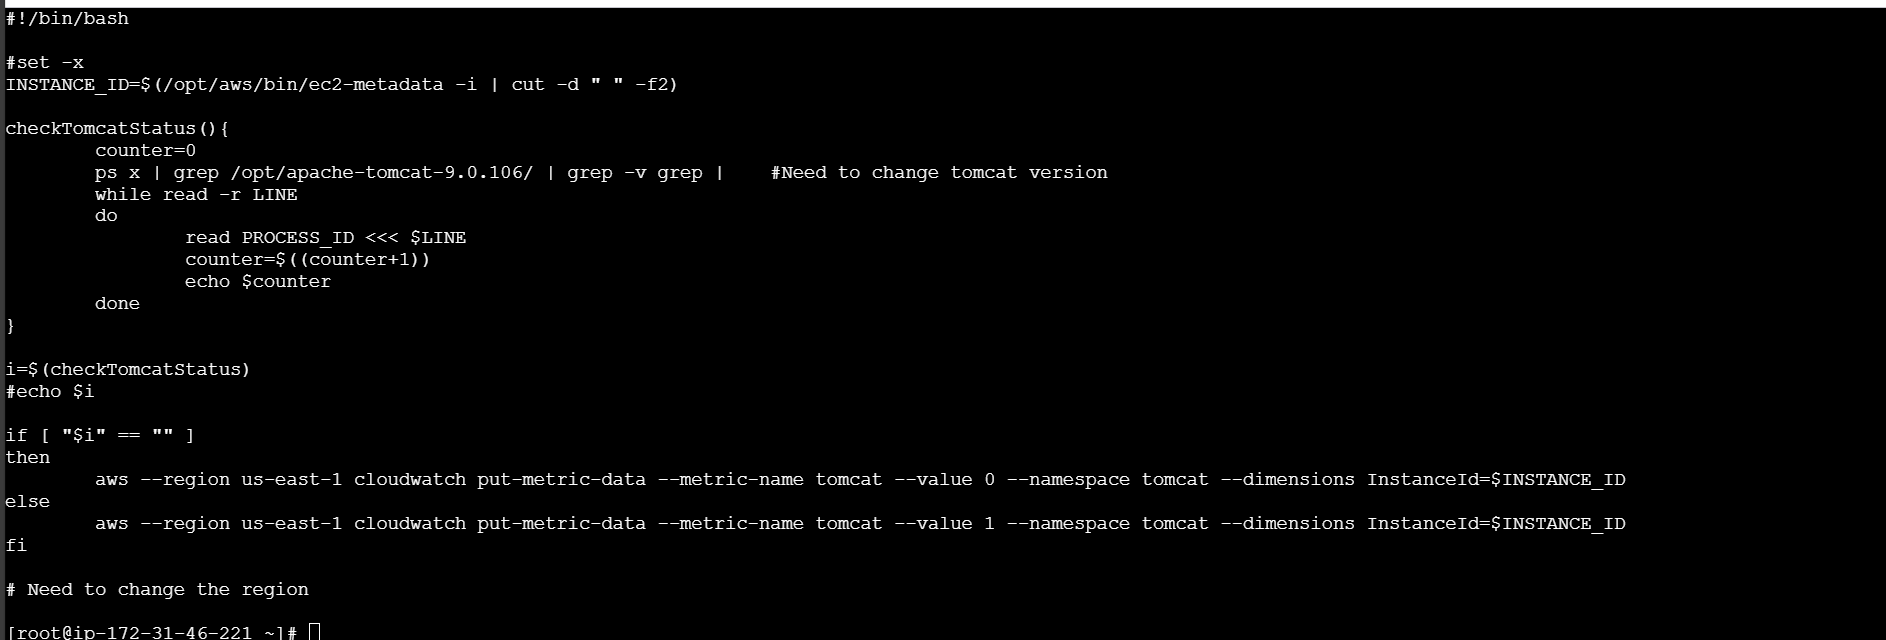 #!/bin/bash
#set -x
INSTANCE_ID=$(/opt/aws/bin/ec2-metadata -i | cut -d " " -f2)
checkTomcatStatus(){
counter=0
ps x | grep /opt/apache-tomcat-9.0.106/ | grep -v grep |    #Need to change tomcat version
while read -r LINE
do
read PROCESS_ID <<< $LINE
counter=$((counter+1))
echo $counter
done
}
i=$(checkTomcatStatus)
#echo $i
if [ "$i" == "" ]
then
aws --region us-east-1 cloudwatch put-metric-data --metric-name tomcat --value 0 --namespace tomcat --dimensions InstanceId=$INSTANCE_ID
else
aws --region us-east-1 cloudwatch put-metric-data --metric-name tomcat --value 1 --namespace tomcat --dimensions InstanceId=$INSTANCE_ID
fi
# Need to change the region
[root@ip-172-31-46-221 ~]#